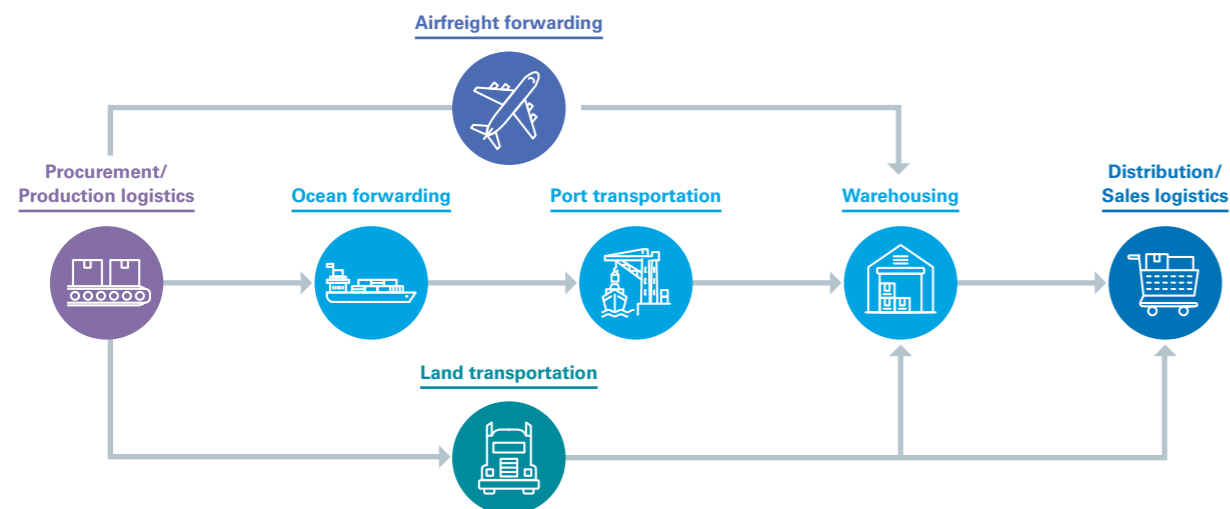 Airfreight forwarding
Procurement/
Production logistics
Ocean forwarding
Port transportation
Warehousing
Distribution/
Sales logistics
Land transportation